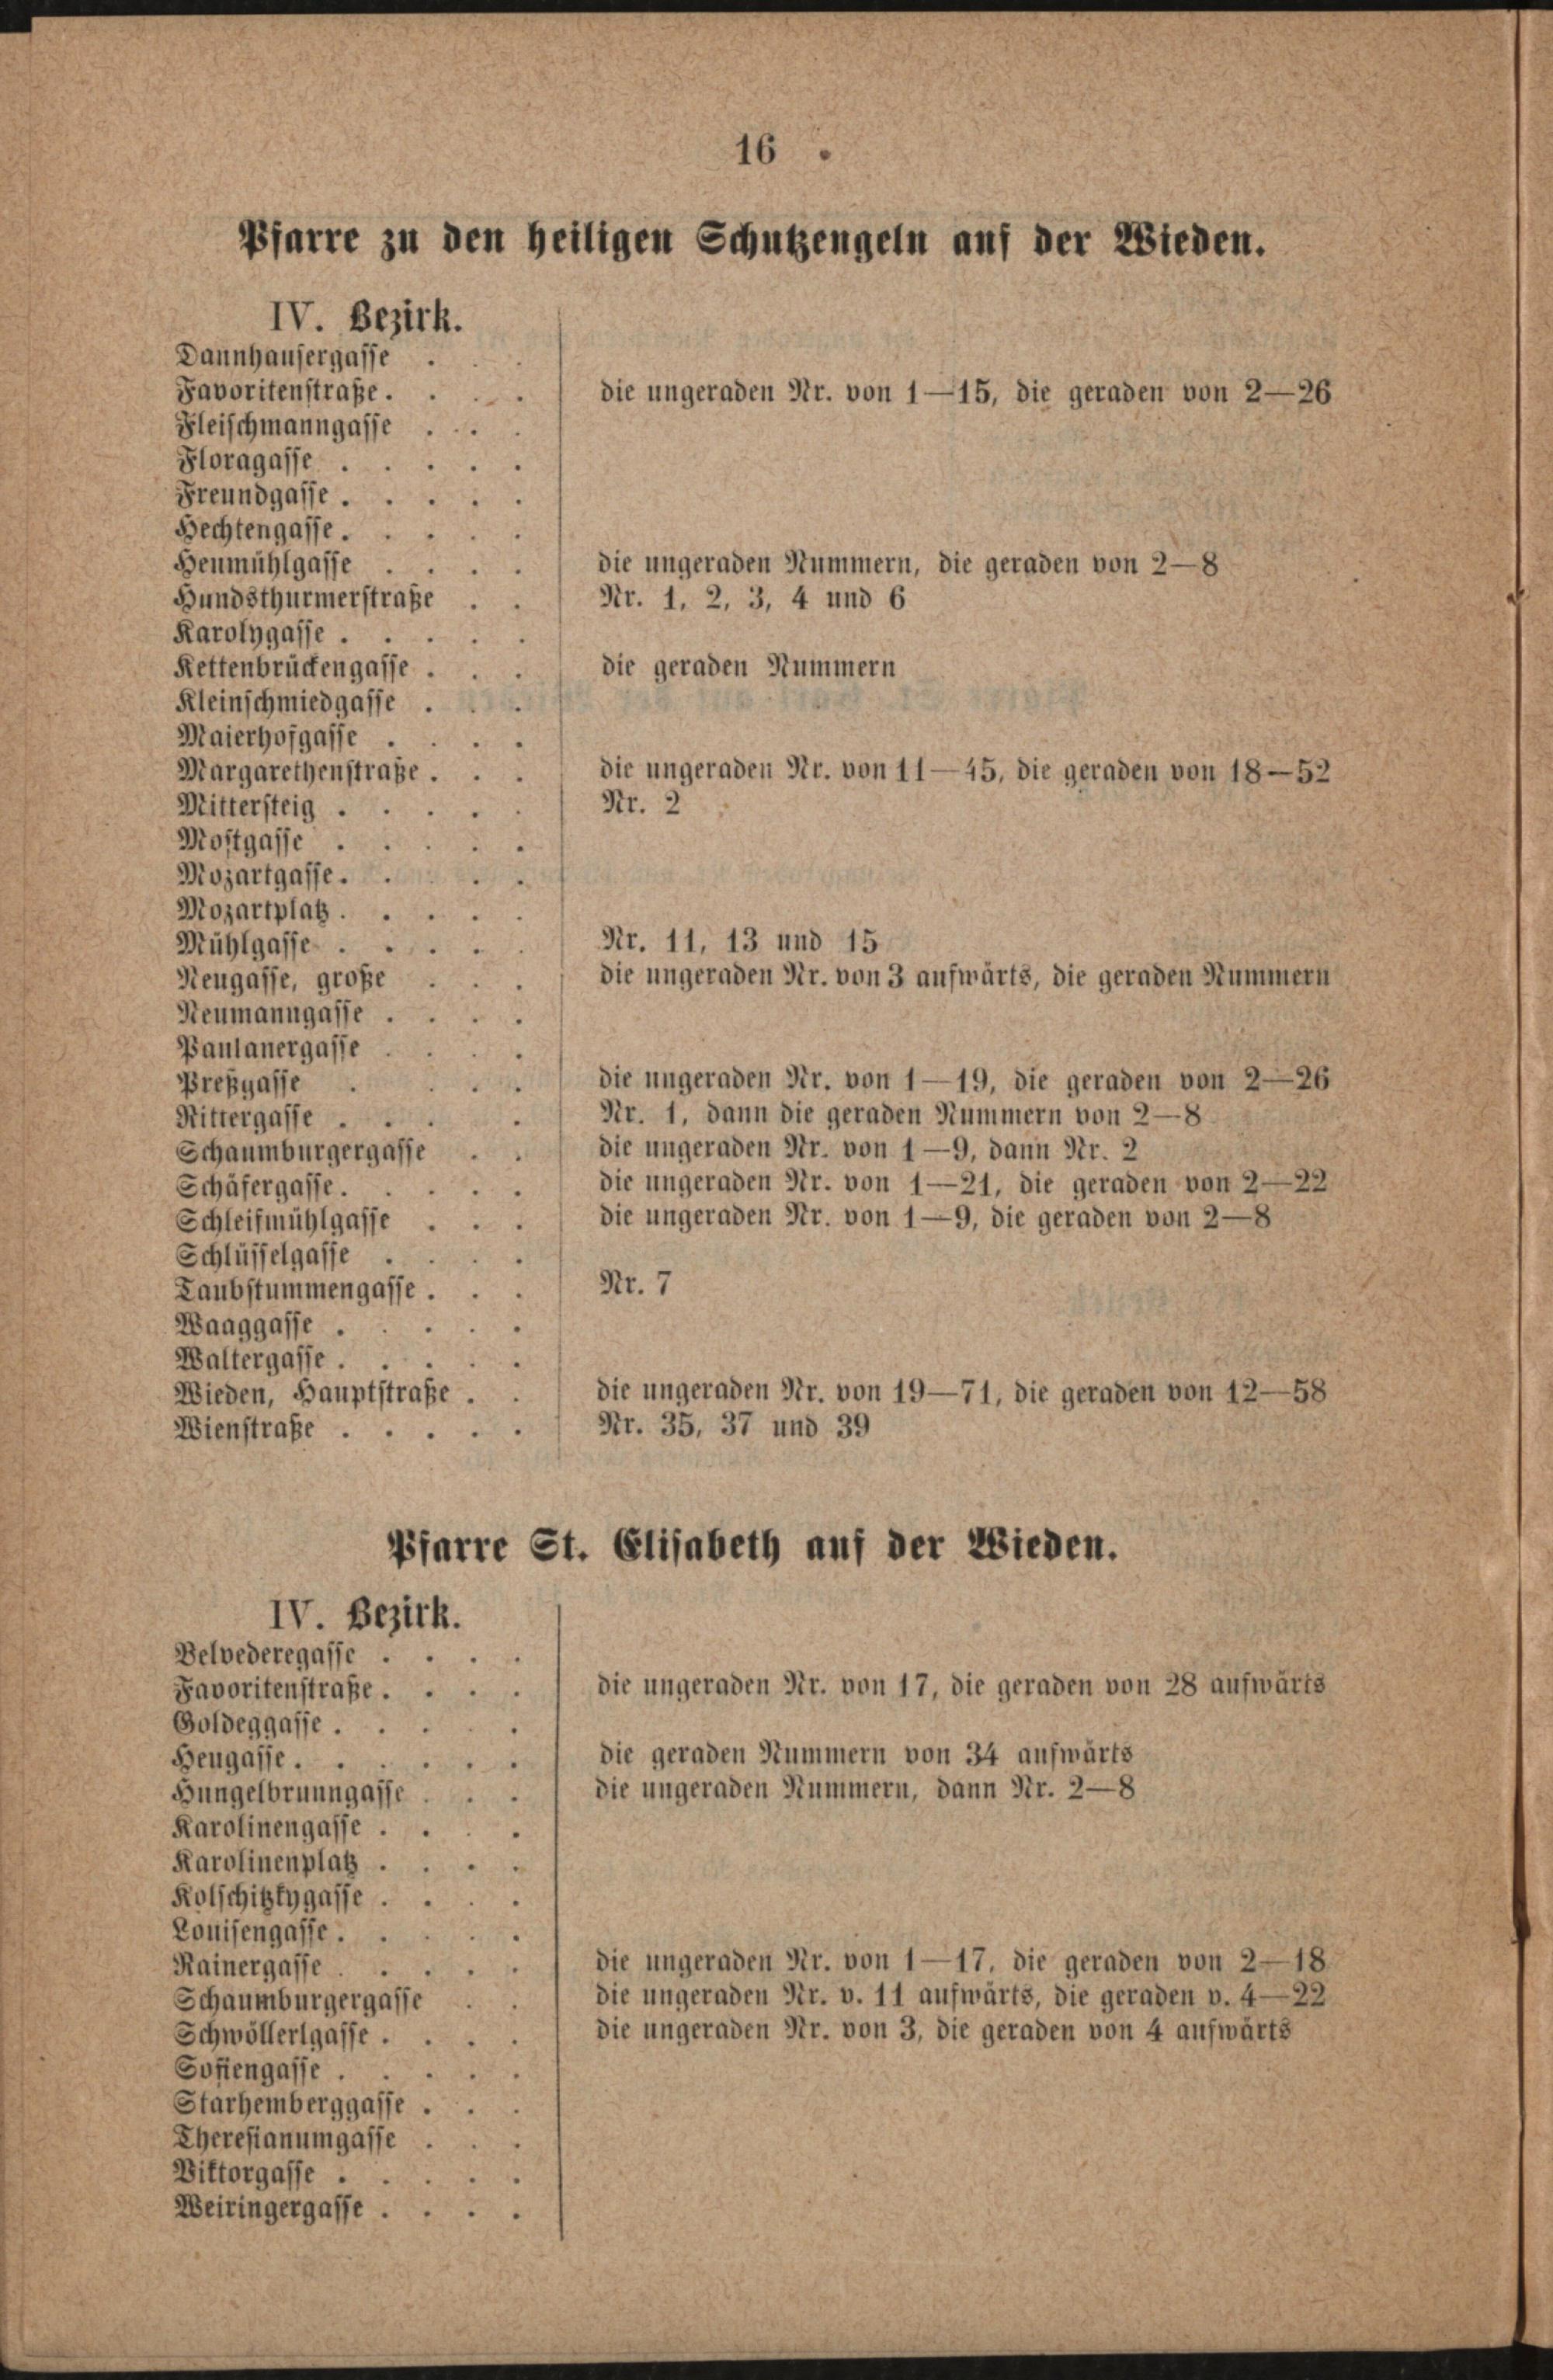 16
Pfarre zu den heiligen Schutzengeln auf der Wieden.
IV. Bezirk.
Dannhausergasse .
Favoritenstraße. . . . die ungeraden Nr. von 1—15, die geraden von 2—26
Fleischmanngasse . . .
Floragasse . . . . .
Freundgasse . . . . .
Hechtengasse. . . . .
Heumühlgasse . . . . die ungeraden Nummern, die geraden von 2—8
Hundsthurmerstraße . . Nr. 1, 2, 3, 4 und 6
Karolygasse . . . . .
Kettenbrückengasse . . . die geraden Nummern
Kleinschmiedgasse . . .
Maierhofgasse . . . .
Margarethenstraße . . . die ungeraden Nr. von 11—45, die geraden von 18—52
Mittersteig . . . . . Nr. 2
Mostgasse . . . . .
Mozartgasse. . . . .
Mozartplatz . . . . .
Mühlgasse . . . . . Nr. 11, 13 und 15
Neugasse, große . . . die ungeraden Nr. von 3 aufwärts, die geraden Nummern
Neumanngasse . . . .
Paulanergasse . . . .
Preßgasse . . . . die ungeraden Nr. von 1—19, die geraden von 2—26
Rittergasse . . . . Nr. 1, dann die geraden Nummern von 2—8
Schaumburgergasse . . die ungeraden Nr. von 1—9, dann Nr. 2
Schäfergasse. . . . . die ungeraden Nr. von 1—21, die geraden von 2—22
Schleifmühlgasse . . . die ungeraden Nr. von 1—9, die geraden von 2—8
Schlüsselgasse . . . .
Taubstummengasse . . . Nr. 7
Waaggasse . . . . .
Waltergasse . . . . .
Wieden, Hauptstraße . . die ungeraden Nr. von 19—71, die geraden von 12—58
Wienstraße . . . . . Nr. 35, 37 und 39
Pfarre St. Elisabeth auf der Wieden.
IV. Bezirk.
Belvederegasse . . . .
Favoritenstraße. . . . die ungeraden Nr. von 17, die geraden von 28 aufwärts
Goldeggasse . . . . .
Heugasse. . . . . . die geraden Nummern von 34 aufwärts
Hungelbrunngasse . . . die ungeraden Nummern, dann Nr. 2—8
Karolinengasse . . . .
Karolinenplatz . . . .
Kolschitzkygasse . . . .
Louisengasse . . . . .
Rainergasse . . . . . die ungeraden Nr. von 1—17, die geraden von 2—18
Schaumburgergasse . . die ungeraden Nr. v. 11 aufwärts, die geraden v. 4—22
Schwöllerlgasse . . . . die ungeraden Nr. von 3, die geraden von 4 aufwärts
Sofiengasse . . . . .
Starhemberggasse . . .
Theresianumgasse . . .
Viktorgasse . . . . .
Weiringergasse . . . .